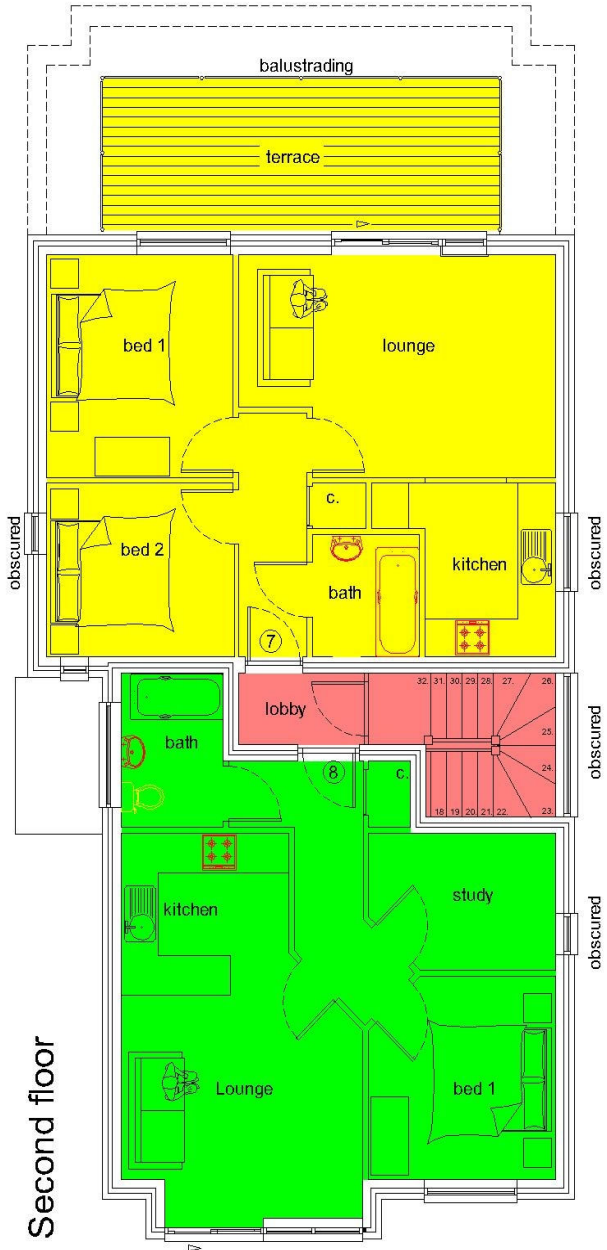 balustrading
terrace
bed 1
lounge
obscured
bed 2
c.
bath
kitchen
obscured
7
lobby
32. 31. 30. 29. 28. 27. 26.
25.
24.
18. 19. 20. 21. 22. 23.
obscured
bath
8
c.
kitchen
study
obscured
Lounge
bed 1
Second floor